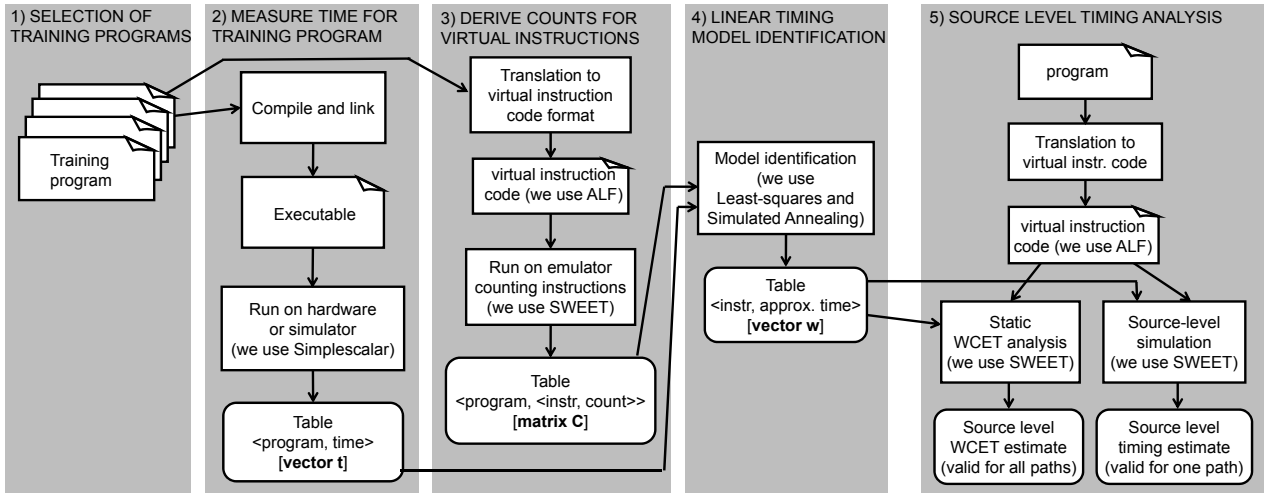 1) SELECTION OF
TRAINING PROGRAMS
Training
program
2) MEASURE TIME FOR
TRAINING PROGRAM
Compile and link
Executable
Run on hardware
or simulator
(we use Simplescalar)
Table
<program, time>
[vector t]
3) DERIVE COUNTS FOR
VIRTUAL INSTRUCTIONS
Translation to
virtual instruction
code format
virtual instruction
code (we use ALF)
Run on emulator
counting instructions
(we use SWEET)
Table
<program, <instr, count>>
[matrix C]
4) LINEAR TIMING
MODEL IDENTIFICATION
Model identification
(we use
Least-squares and
Simulated Annealing)
Table
<instr, approx. time>
[vector w]
5) SOURCE LEVEL TIMING ANALYSIS
program
Translation to
virtual instr. code
virtual instruction
code (we use ALF)
Static
WCET analysis
(we use SWEET)
Source-level
simulation
(we use SWEET)
Source level
WCET estimate
(valid for all paths)
Source level
timing estimate
(valid for one path)